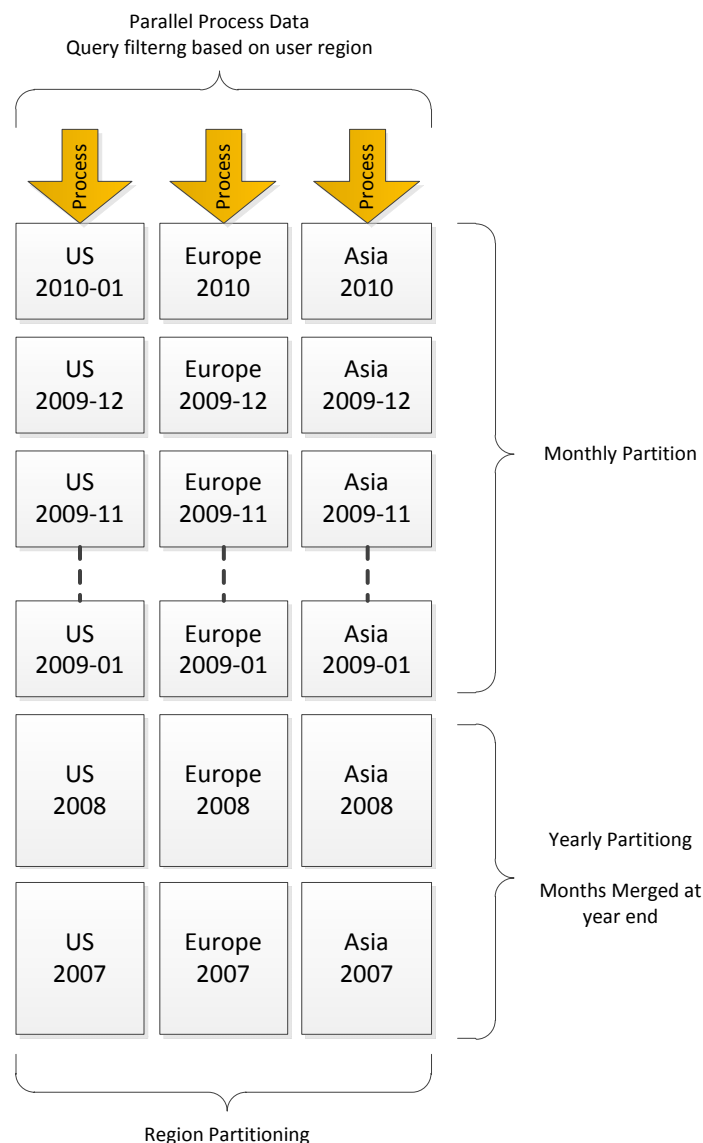 Parallel Process Data
Query filterng based on user region
Process
Process
Process
US
2010-01
Europe
2010
Asia
2010
US
2009-12
Europe
2009-12
Asia
2009-12
US
2009-11
Europe
2009-11
Asia
2009-11
Monthly Partition
US
2009-01
Europe
2009-01
Asia
2009-01
US
2008
Europe
2008
Asia
2008
Yearly Partitiong
Months Merged at
year end
US
2007
Europe
2007
Asia
2007
Region Partitioning